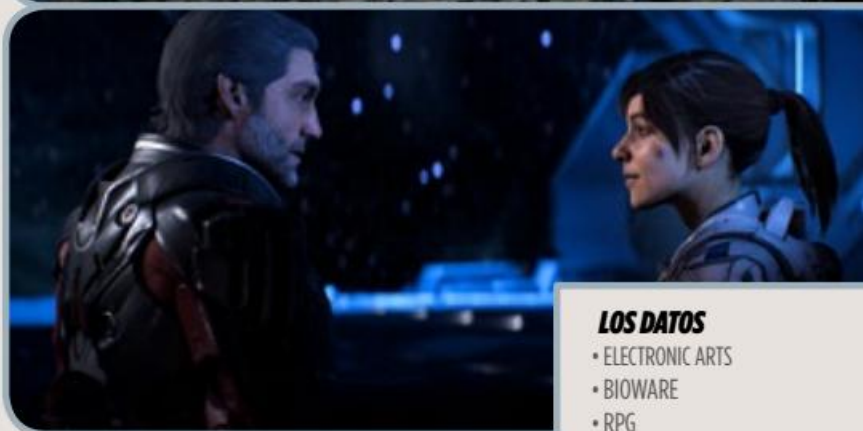 LOS DATOS
• ELECTRONIC ARTS
• BIOWARE
• RPG